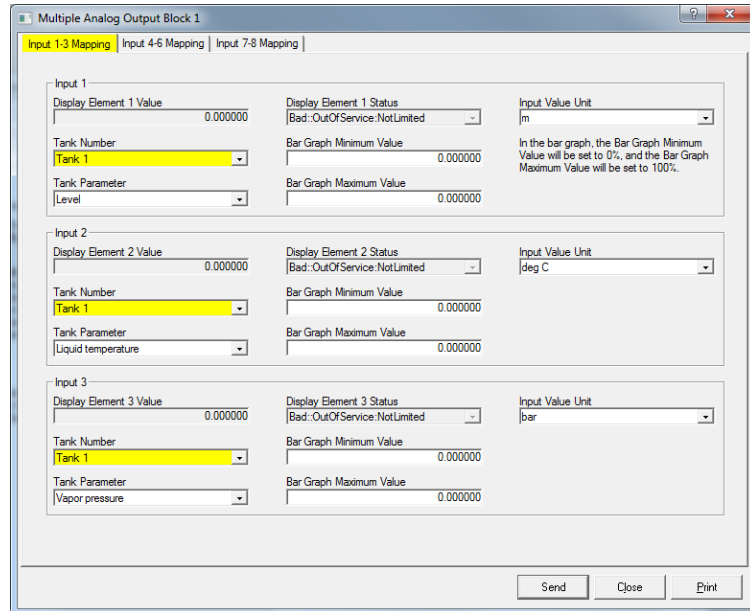 Multiple Analog Output Block 1
Input 1-3 Mapping Input 4-6 Mapping Input 7-8 Mapping
Input 1
Display Element 1 Value Display Element 1 Status Input Value Unit
0.000000 Bad::OutOfService:NotLimited m
Tank Number Bar Graph Minimum Value In the bar graph, the Bar Graph Minimum
Value will be set to 0%, and the Bar Graph
Maximum Value will be set to 100%.
Tank 1 0.000000
Tank Parameter Bar Graph Maximum Value
Level 0.000000
Input 2
Display Element 2 Value Display Element 2 Status Input Value Unit
0.000000 Bad::OutOfService:NotLimited deg C
Tank Number Bar Graph Minimum Value
Tank 1 0.000000
Tank Parameter Bar Graph Maximum Value
Liquid temperature 0.000000
Input 3
Display Element 3 Value Display Element 3 Status Input Value Unit
0.000000 Bad::OutOfService:NotLimited bar
Tank Number Bar Graph Minimum Value
Tank 1 0.000000
Tank Parameter Bar Graph Maximum Value
Vapor pressure 0.000000
Send Close Print